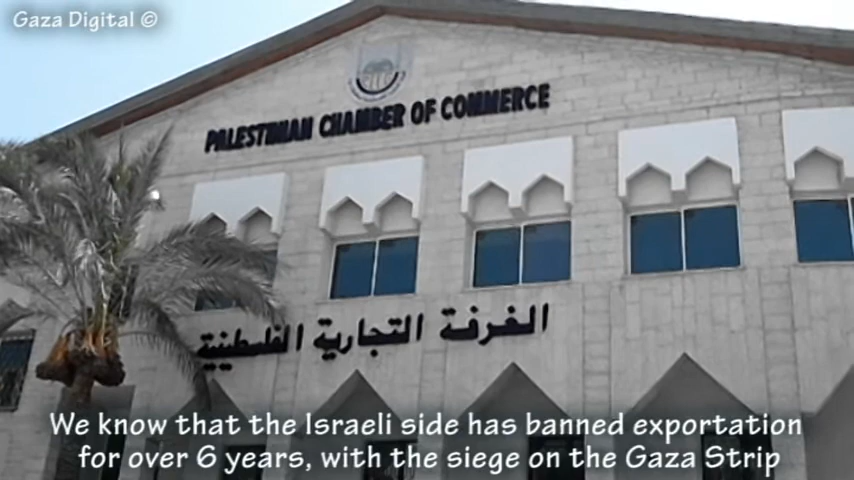 Gaza Digital ©
PALESTINIAN CHAMBER OF COMMERCE
الغرفة التجارية الفلسطينية
We know that the Israeli side has banned exportation
for over 6 years, with the siege on the Gaza Strip